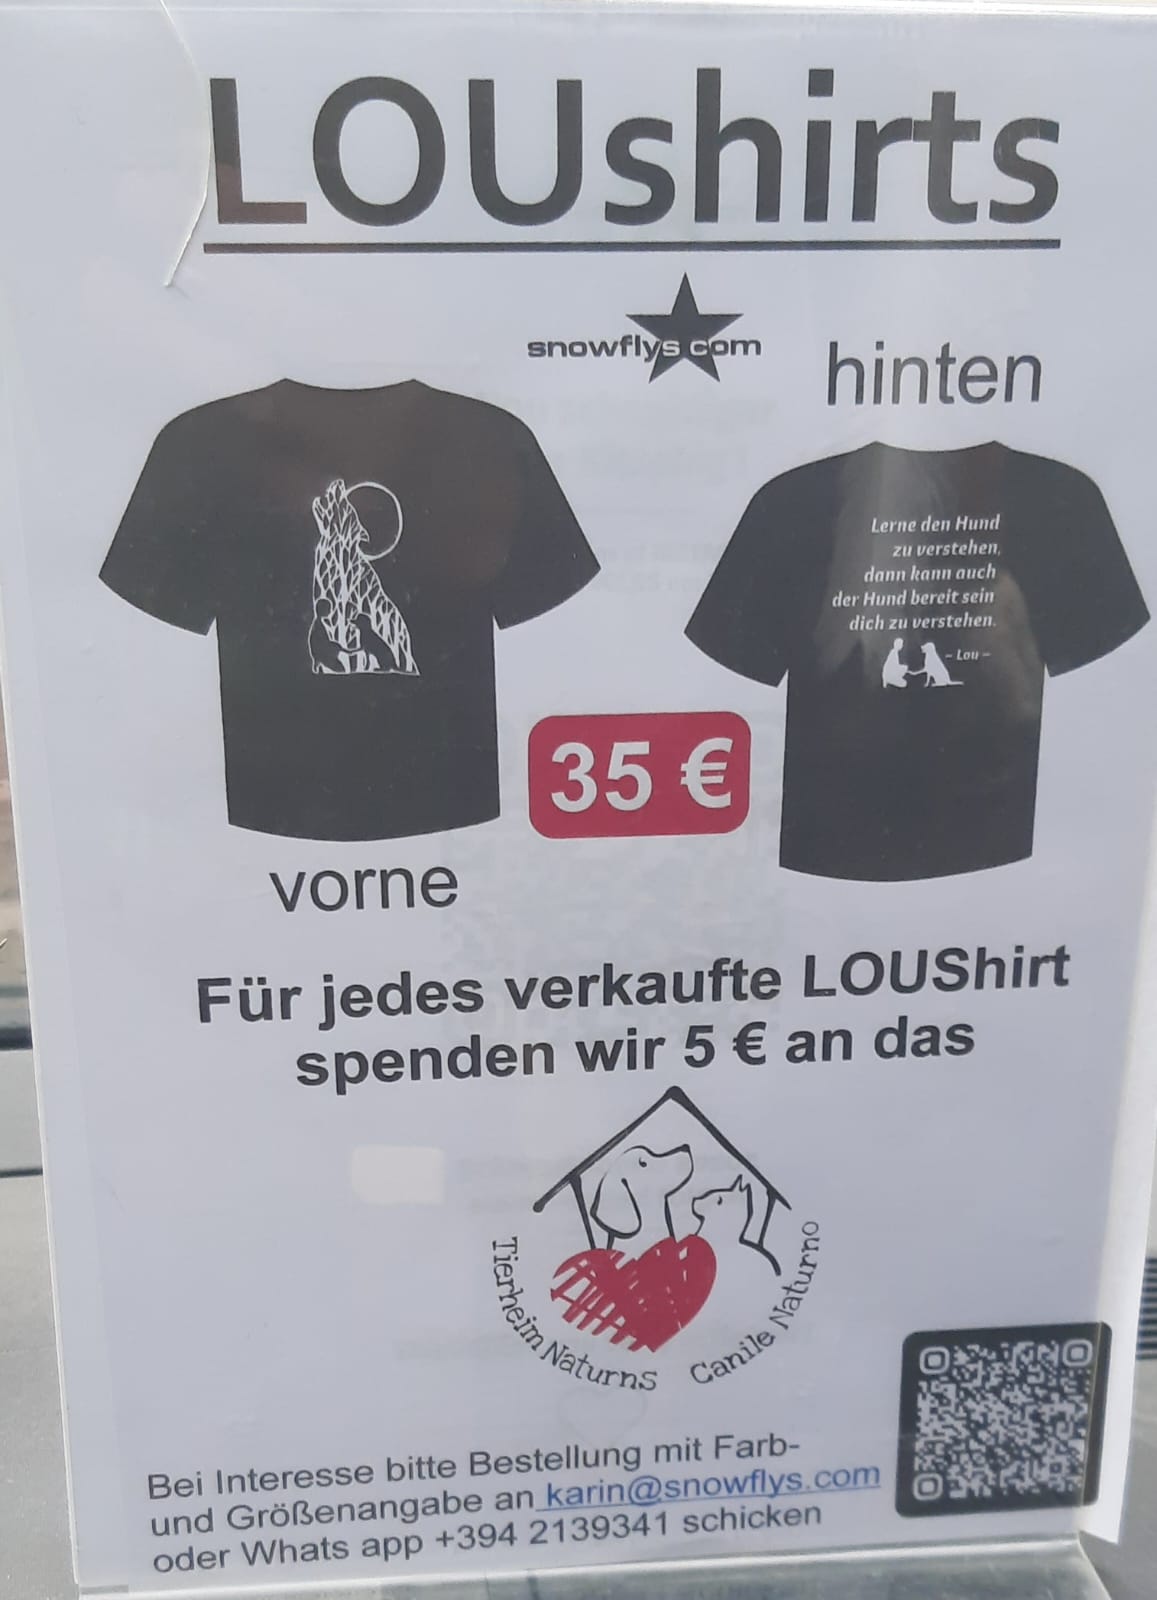 LOUshirts
snowflys.com
hinten
Lerne den Hund
zu verstehen,
dann kann auch
der Hund bereit sein
dich zu verstehen.
- Lou -
35 €
vorne
Für jedes verkaufte LOUShirt
spenden wir 5 € an das
Tierheim Naturns Canile Naturno
Bei Interesse bitte Bestellung mit Farb-
und Größenangabe an karin@snowflys.com
oder Whats app +394 2139341 schicken